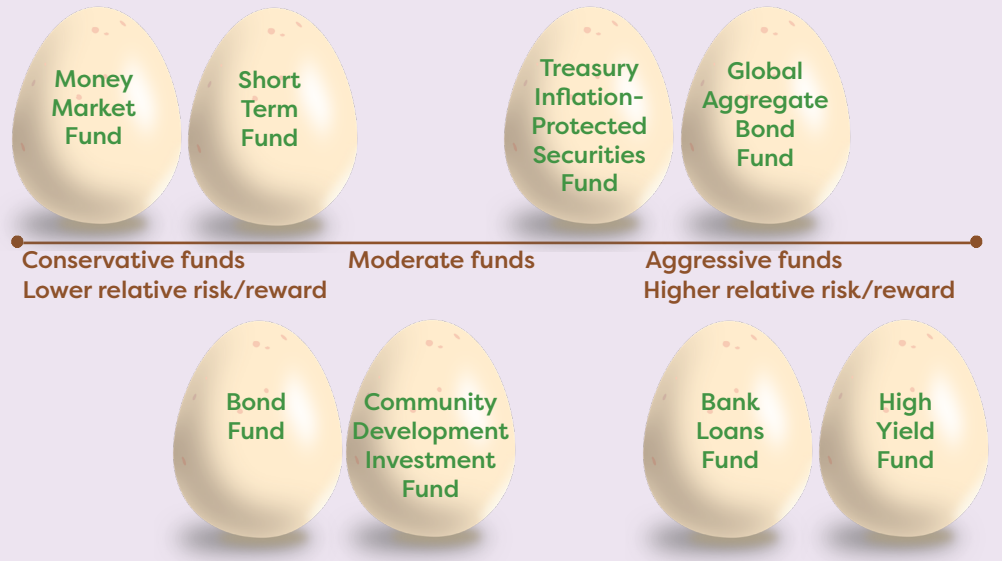 Money
Market
Fund
Short
Term
Fund
Treasury
Inflation-
Protected
Securities
Fund
Global
Aggregate
Bond
Fund
Conservative funds
Lower relative risk/reward
Moderate funds
Aggressive funds
Higher relative risk/reward
Bond
Fund
Community
Development
Investment
Fund
Bank
Loans
Fund
High
Yield
Fund